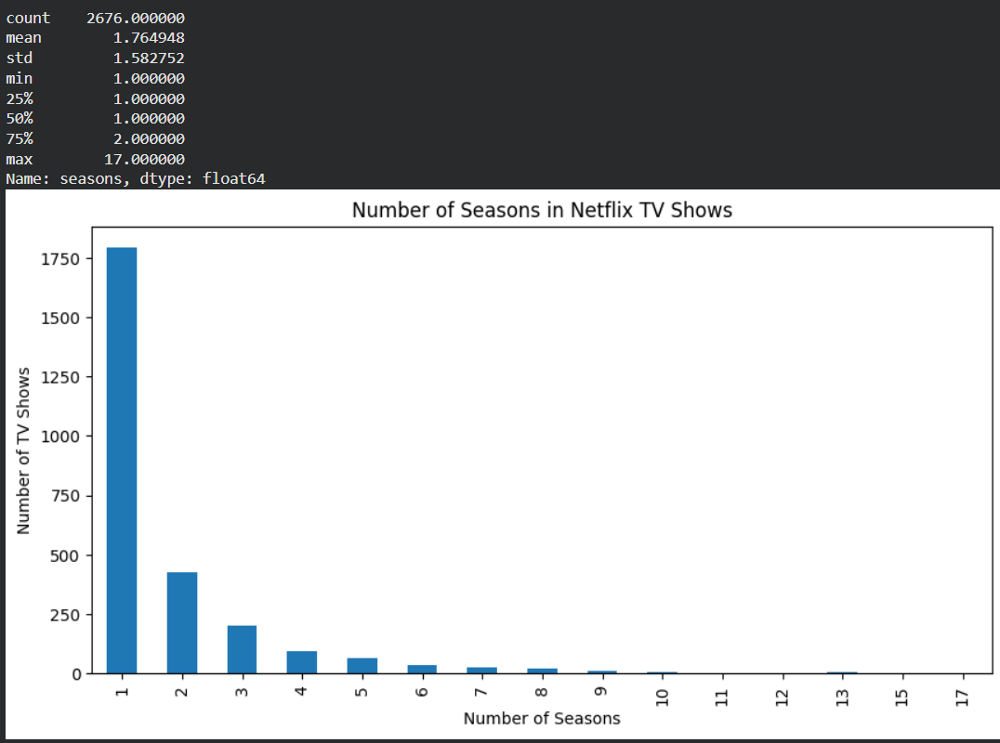 count 2676.000000
mean 1.764948
std 1.582752
min 1.000000
25% 1.000000
50% 1.000000
75% 2.000000
max 17.000000
Name: seasons, dtype: float64
Number of Seasons in Netflix TV Shows
Number of TV Shows
1750
1500
1250
1000
750
500
250
0
1 2 3 4 5 6 7 8 9 10 11 12 13 15 17
Number of Seasons